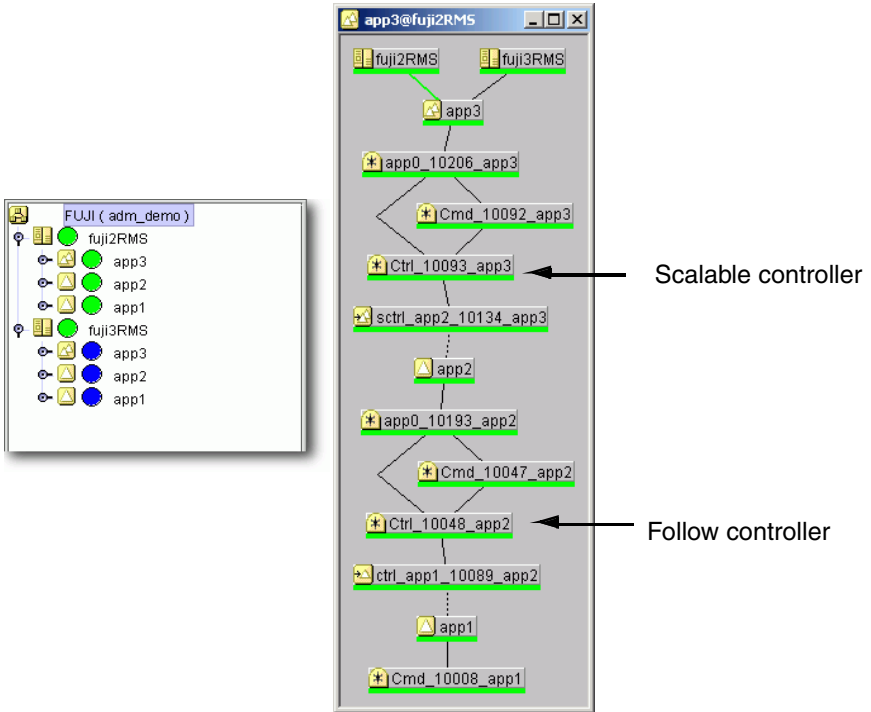 FUJI ( adm_demo )
fuji2RMS
app3
app2
app1
fuji3RMS
app3
app2
app1
app3@fuji2RMS
fuji2RMS
fuji3RMS
app3
app0_10206_app3
Cmd_10092_app3
Ctrl_10093_app3
Scalable controller
sctrl_app2_10134_app3
app2
app0_10193_app2
Cmd_10047_app2
Ctrl_10048_app2
Follow controller
ctrl_app1_10089_app2
app1
Cmd_10008_app1